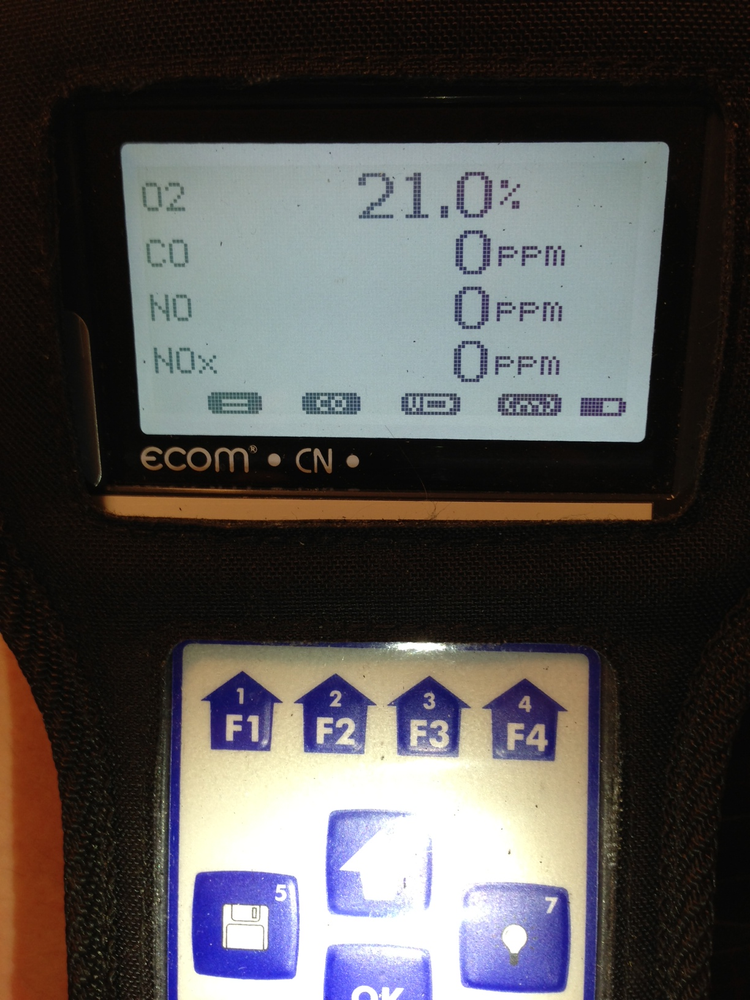 O2 21.0%
CO 0ppm
NO 0ppm
NOx 0ppm
CO
ecom® • CN •
1 2 3 4
F1 F2 F3 F4
5
7
OK